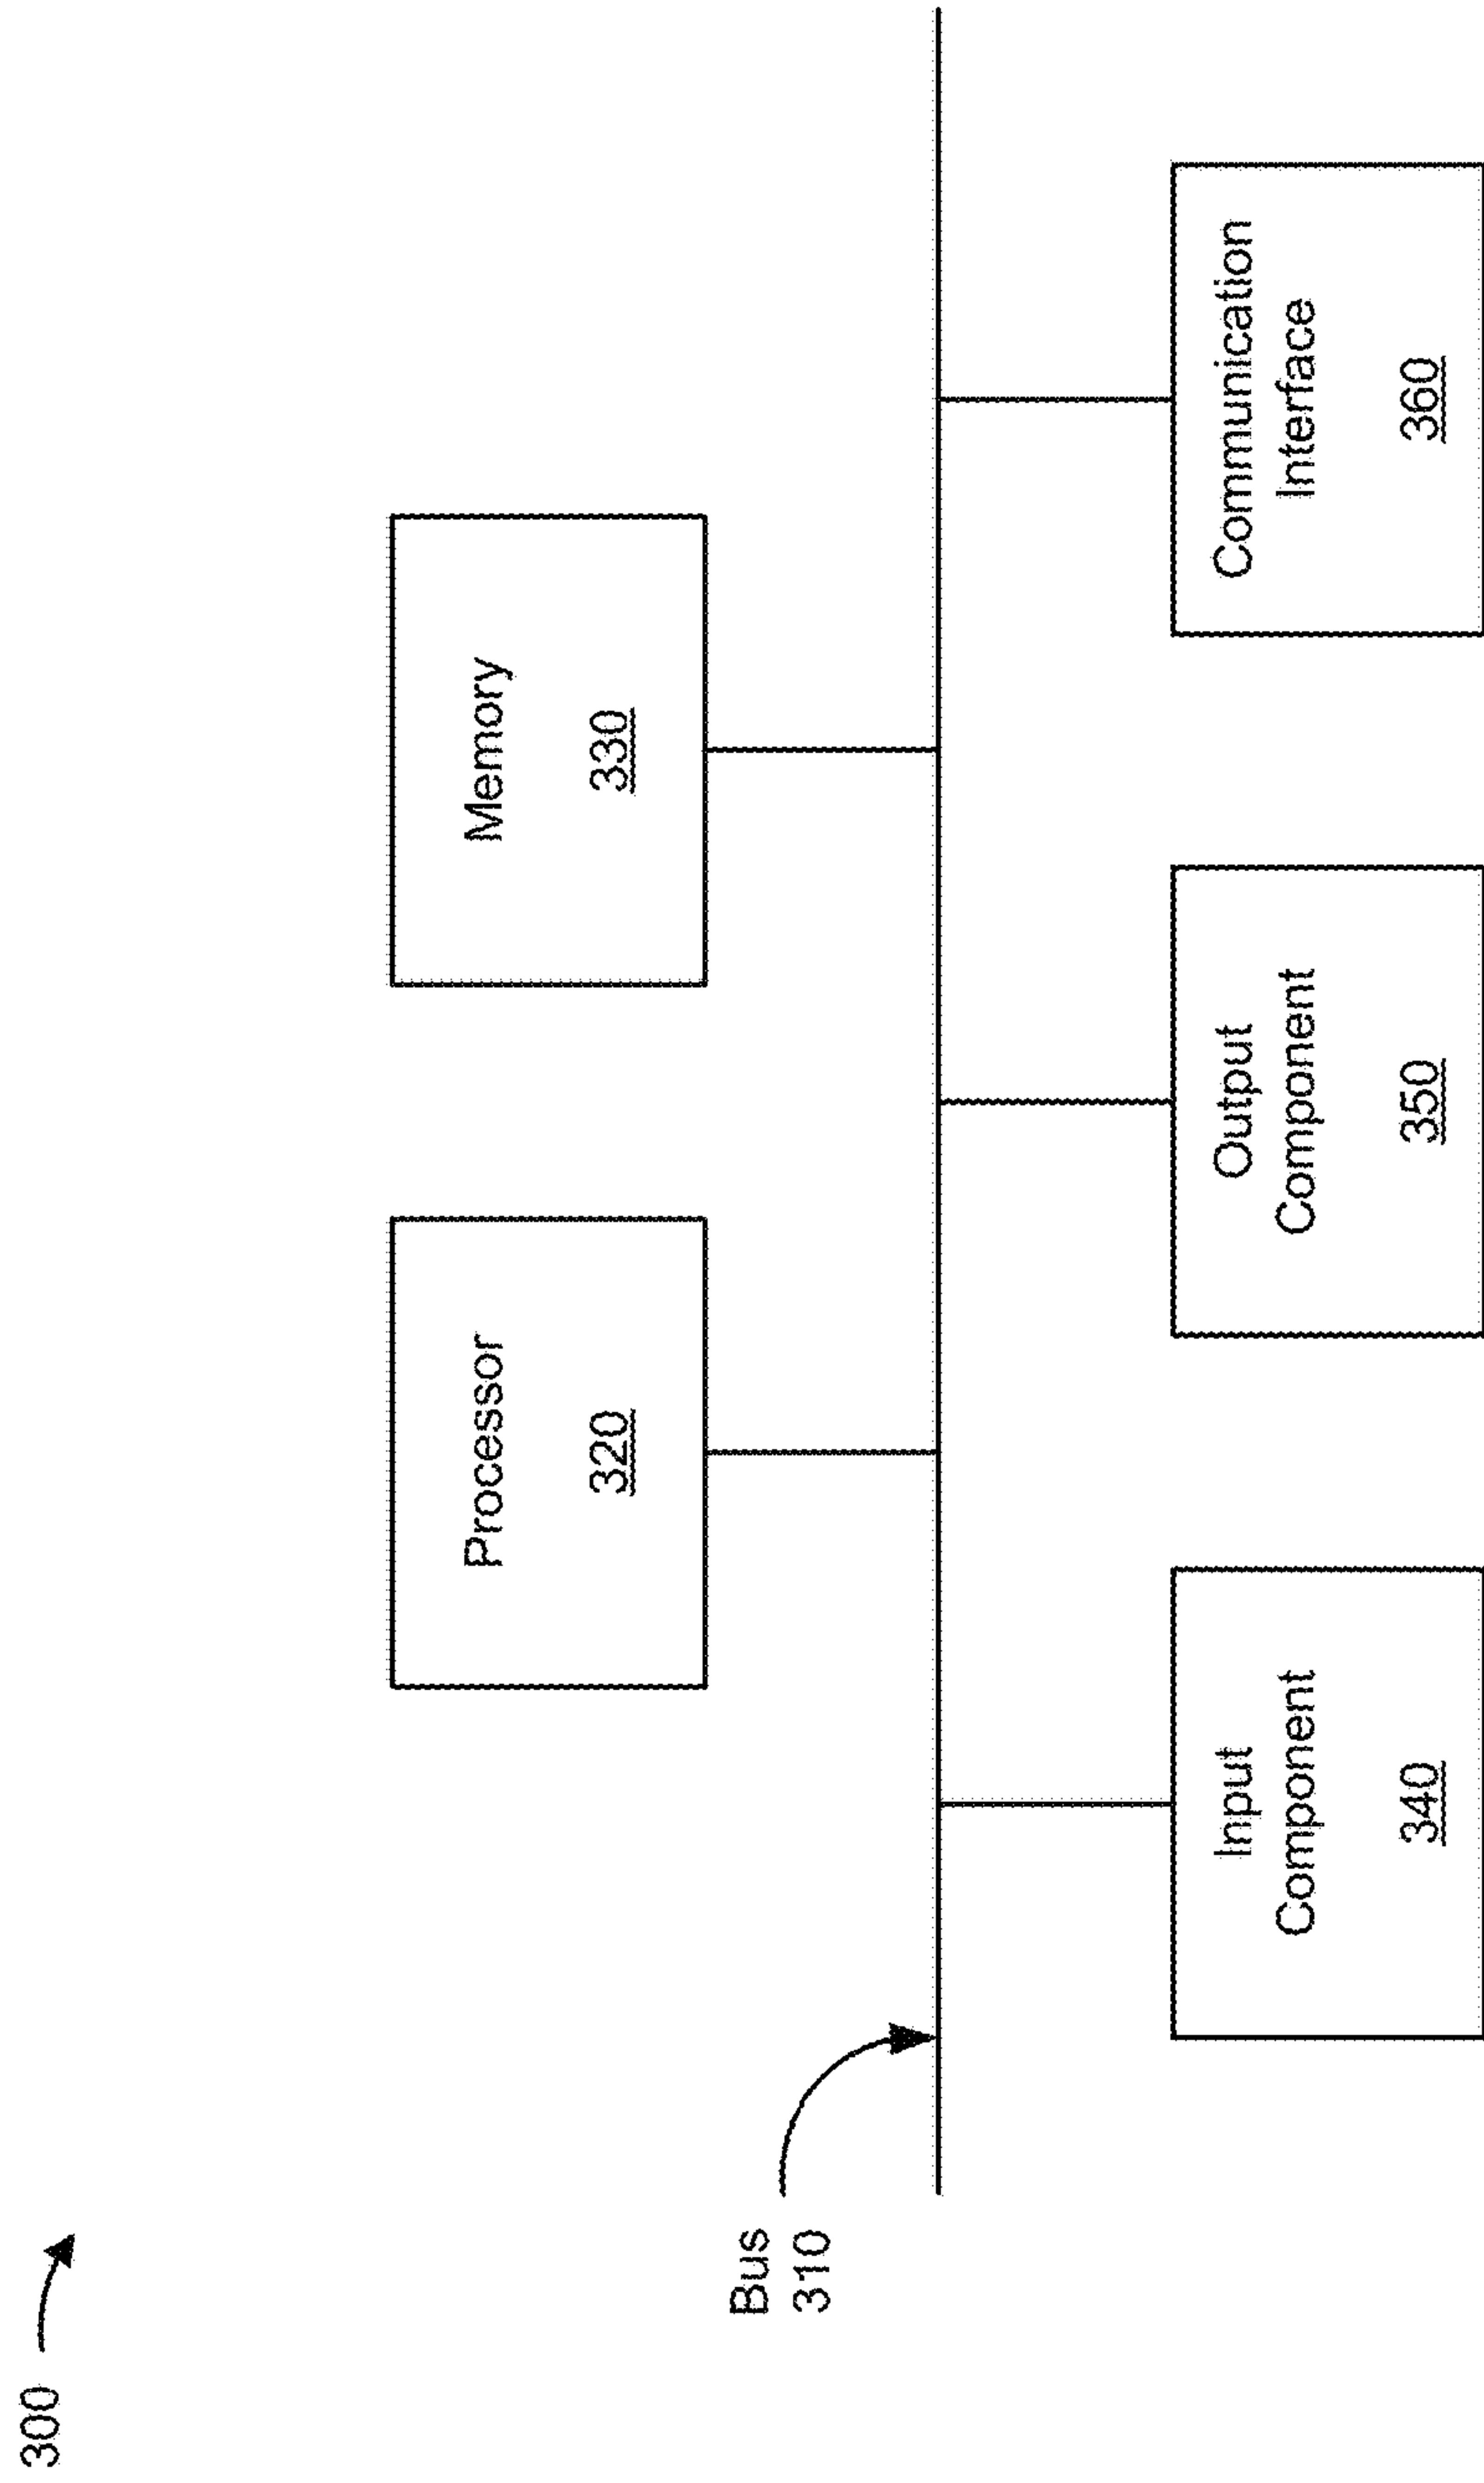 300
Processor
320
Memory
330
Bus
310
Input
Component
340
Output
Component
350
Communication
Interface
360